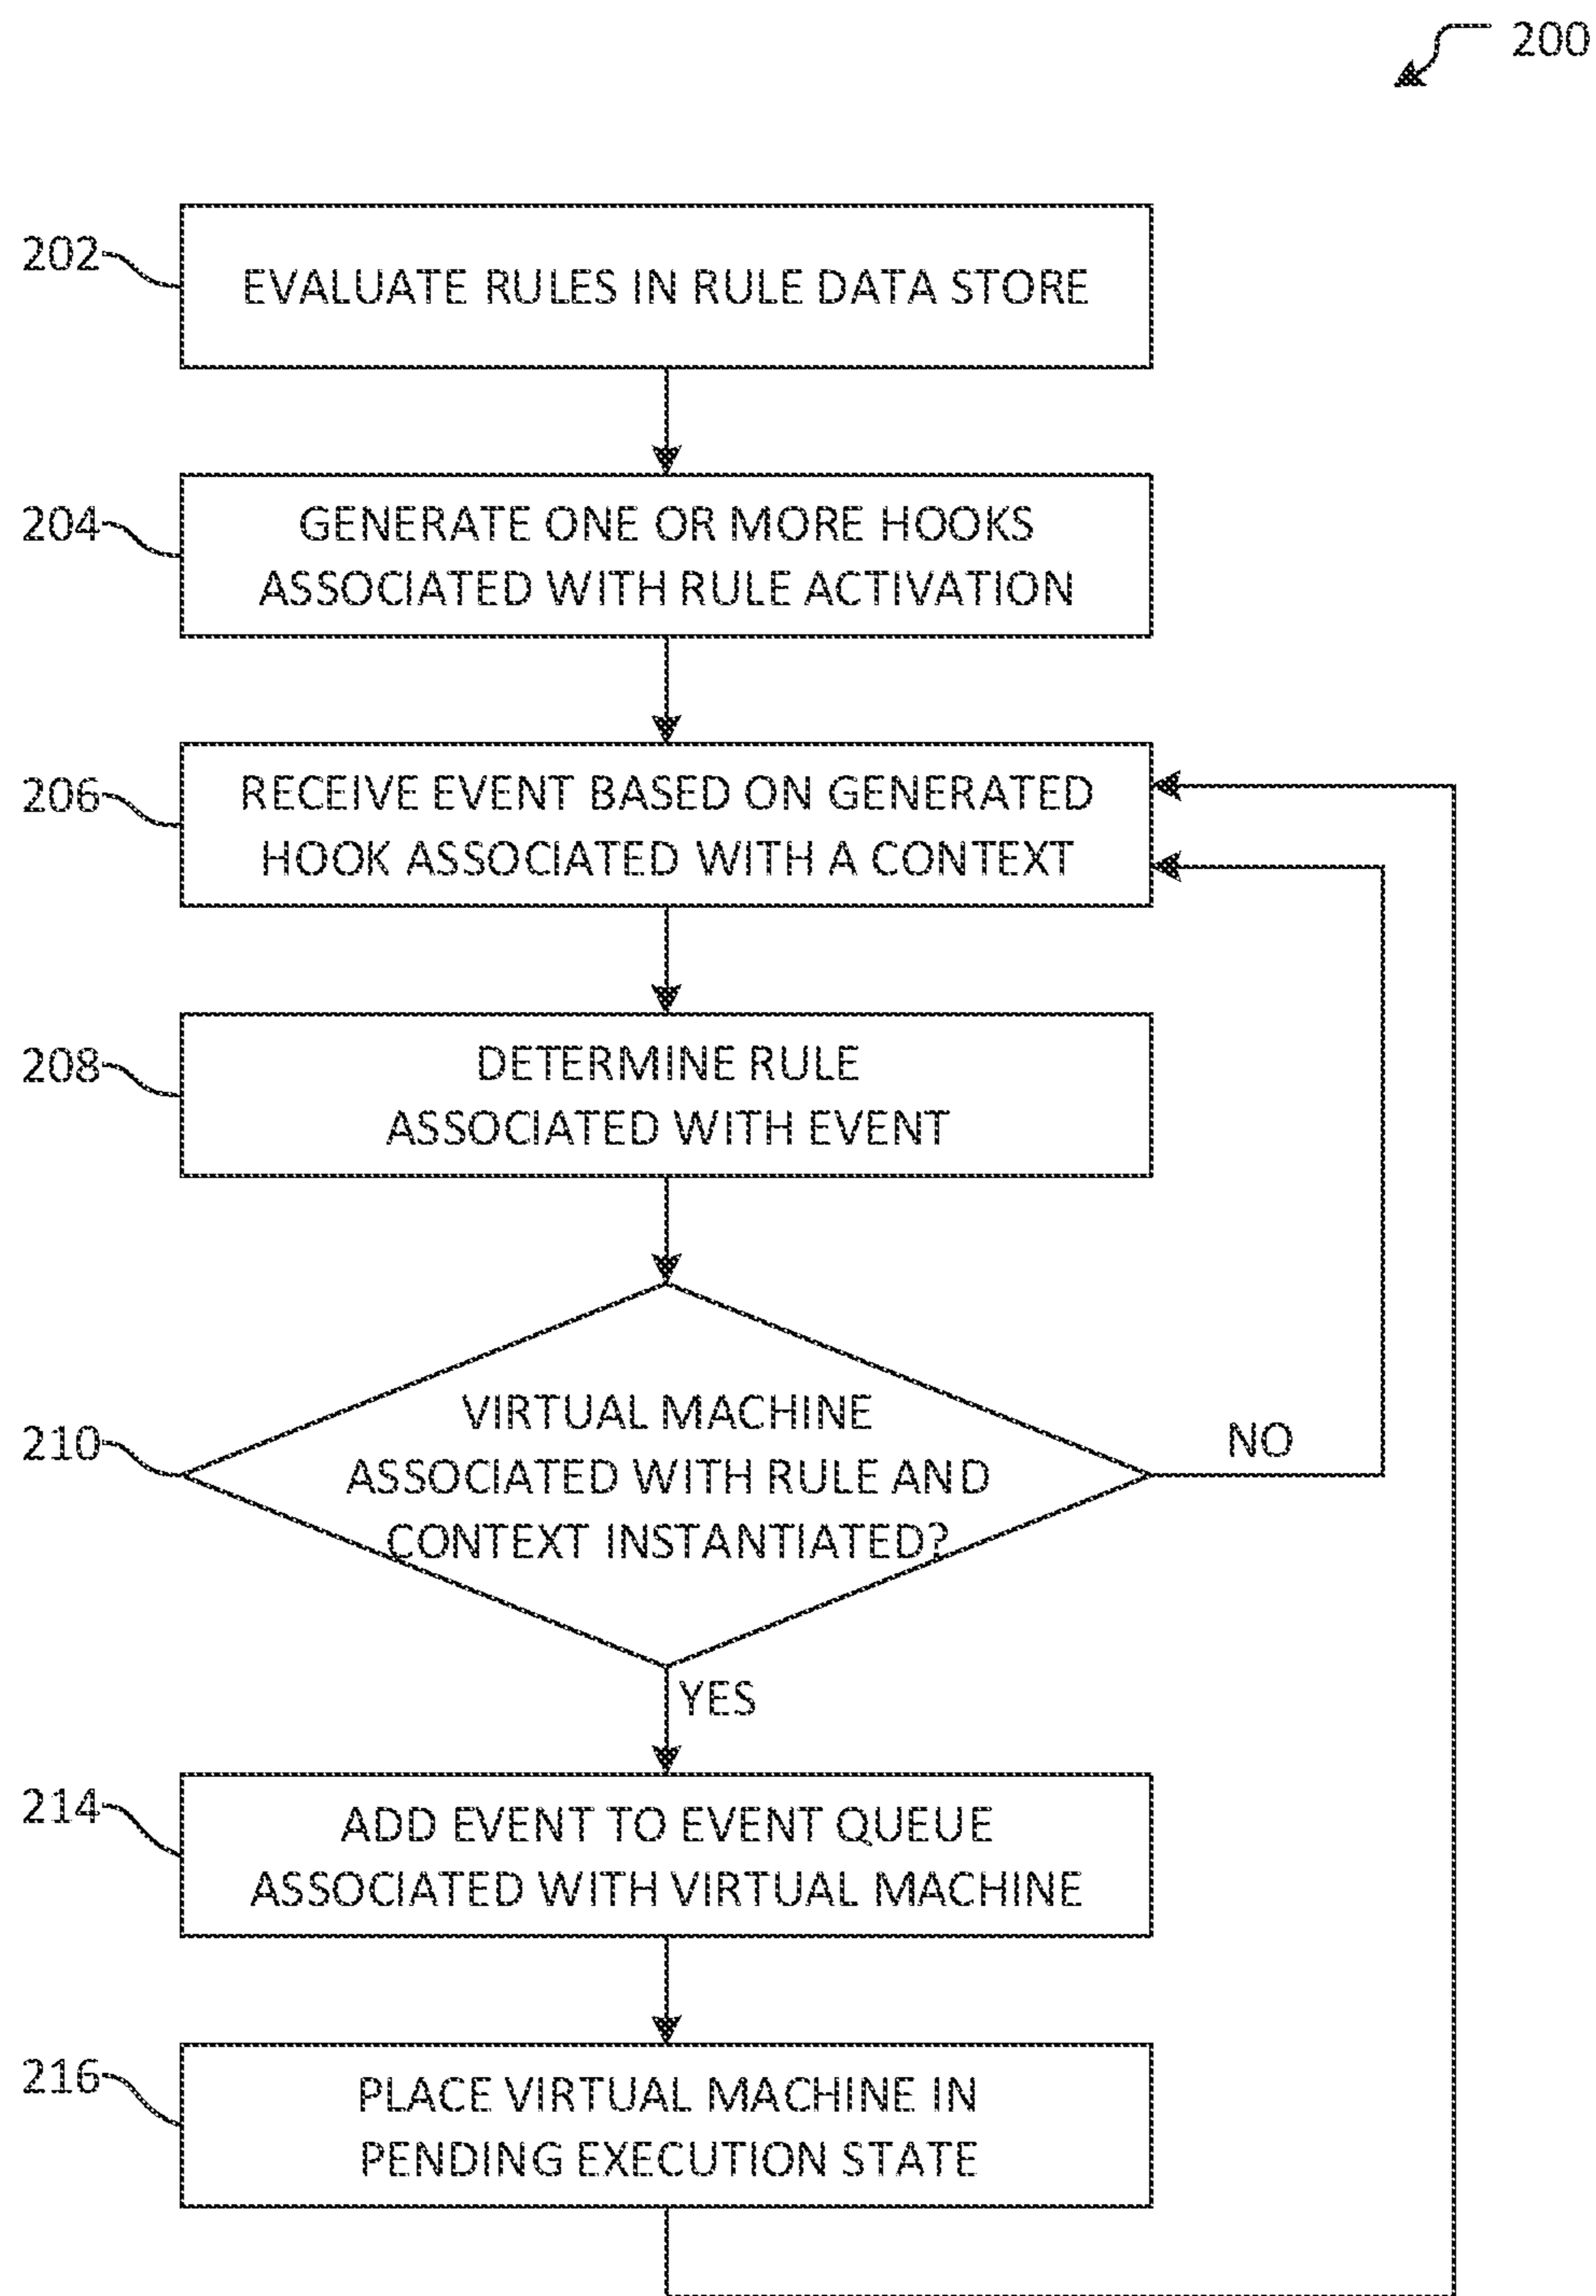 200
202
EVALUATE RULES IN RULE DATA STORE
204
GENERATE ONE OR MORE HOOKS
ASSOCIATED WITH RULE ACTIVATION
206
RECEIVE EVENT BASED ON GENERATED
HOOK ASSOCIATED WITH A CONTEXT
208
DETERMINE RULE
ASSOCIATED WITH EVENT
210
VIRTUAL MACHINE
ASSOCIATED WITH RULE AND
CONTEXT INSTANTIATED?
NO
YES
214
ADD EVENT TO EVENT QUEUE
ASSOCIATED WITH VIRTUAL MACHINE
216
PLACE VIRTUAL MACHINE IN
PENDING EXECUTION STATE